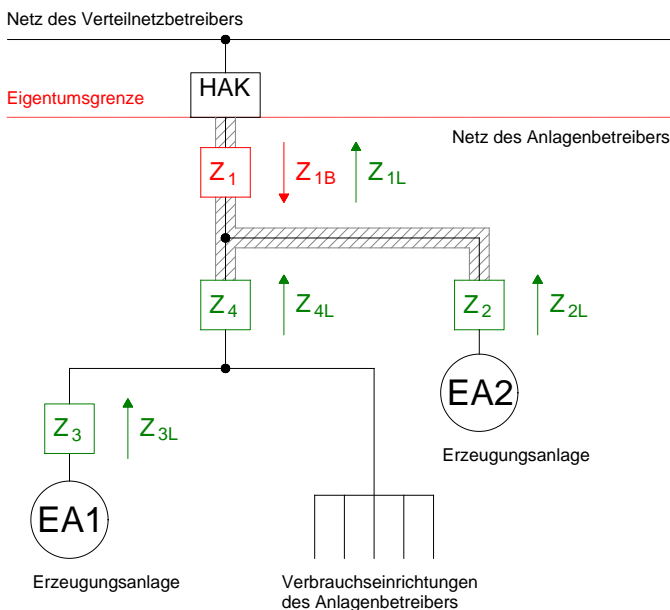 Netz des Verteilnetzbetreibers
HAK
Eigentumsgrenze
Netz des Anlagenbetreibers
Z1 Z1B Z1L
Z4 Z4L Z2 Z2L
EA2
Z3 Z3L
Erzeugungsanlage
EA1
Erzeugungsanlage
Verbrauchseinrichtungen
des Anlagenbetreibers